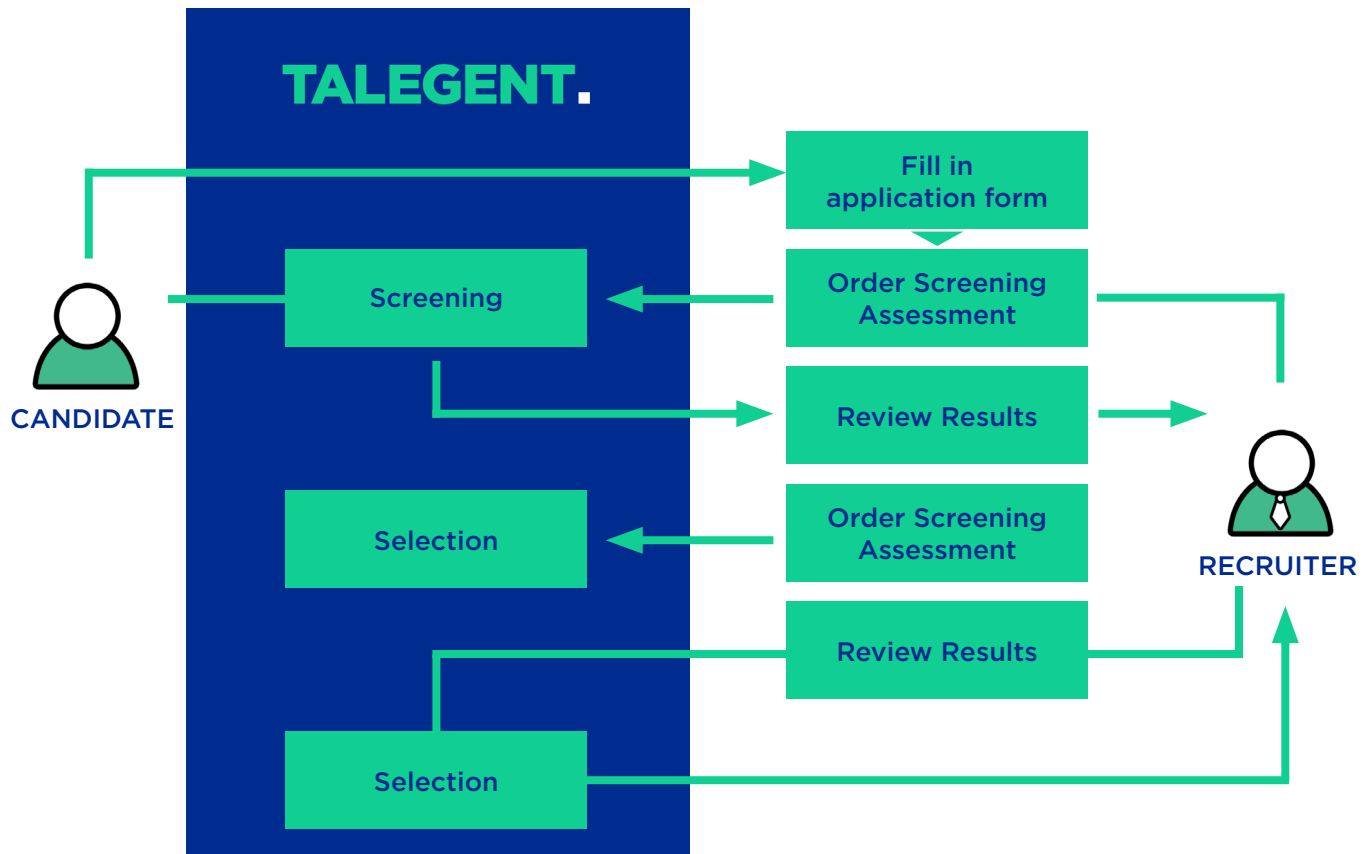 TALEGENT.
Fill in
application form
Screening
Order Screening
Assessment
CANDIDATE
Review Results
Selection
Order Screening
Assessment
RECRUITER
Review Results
Selection